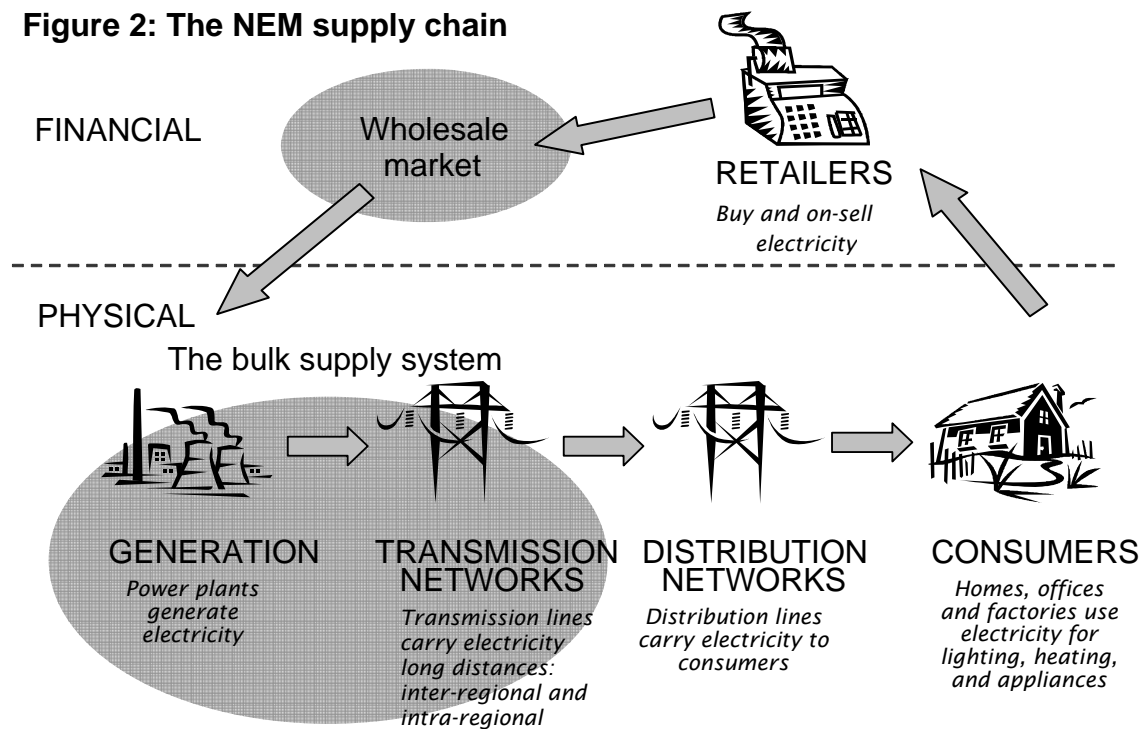 Figure 2: The NEM supply chain
FINANCIAL
Wholesale
market
RETAILERS
Buy and on-sell
electricity
PHYSICAL
The bulk supply system
GENERATION
Power plants
generate
electricity
TRANSMISSION
NETWORKS
Transmission lines
carry electricity
long distances:
inter-regional and
intra-regional
DISTRIBUTION
NETWORKS
Distribution lines
carry electricity to
consumers
CONSUMERS
Homes, offices
and factories use
electricity for
lighting, heating,
and appliances